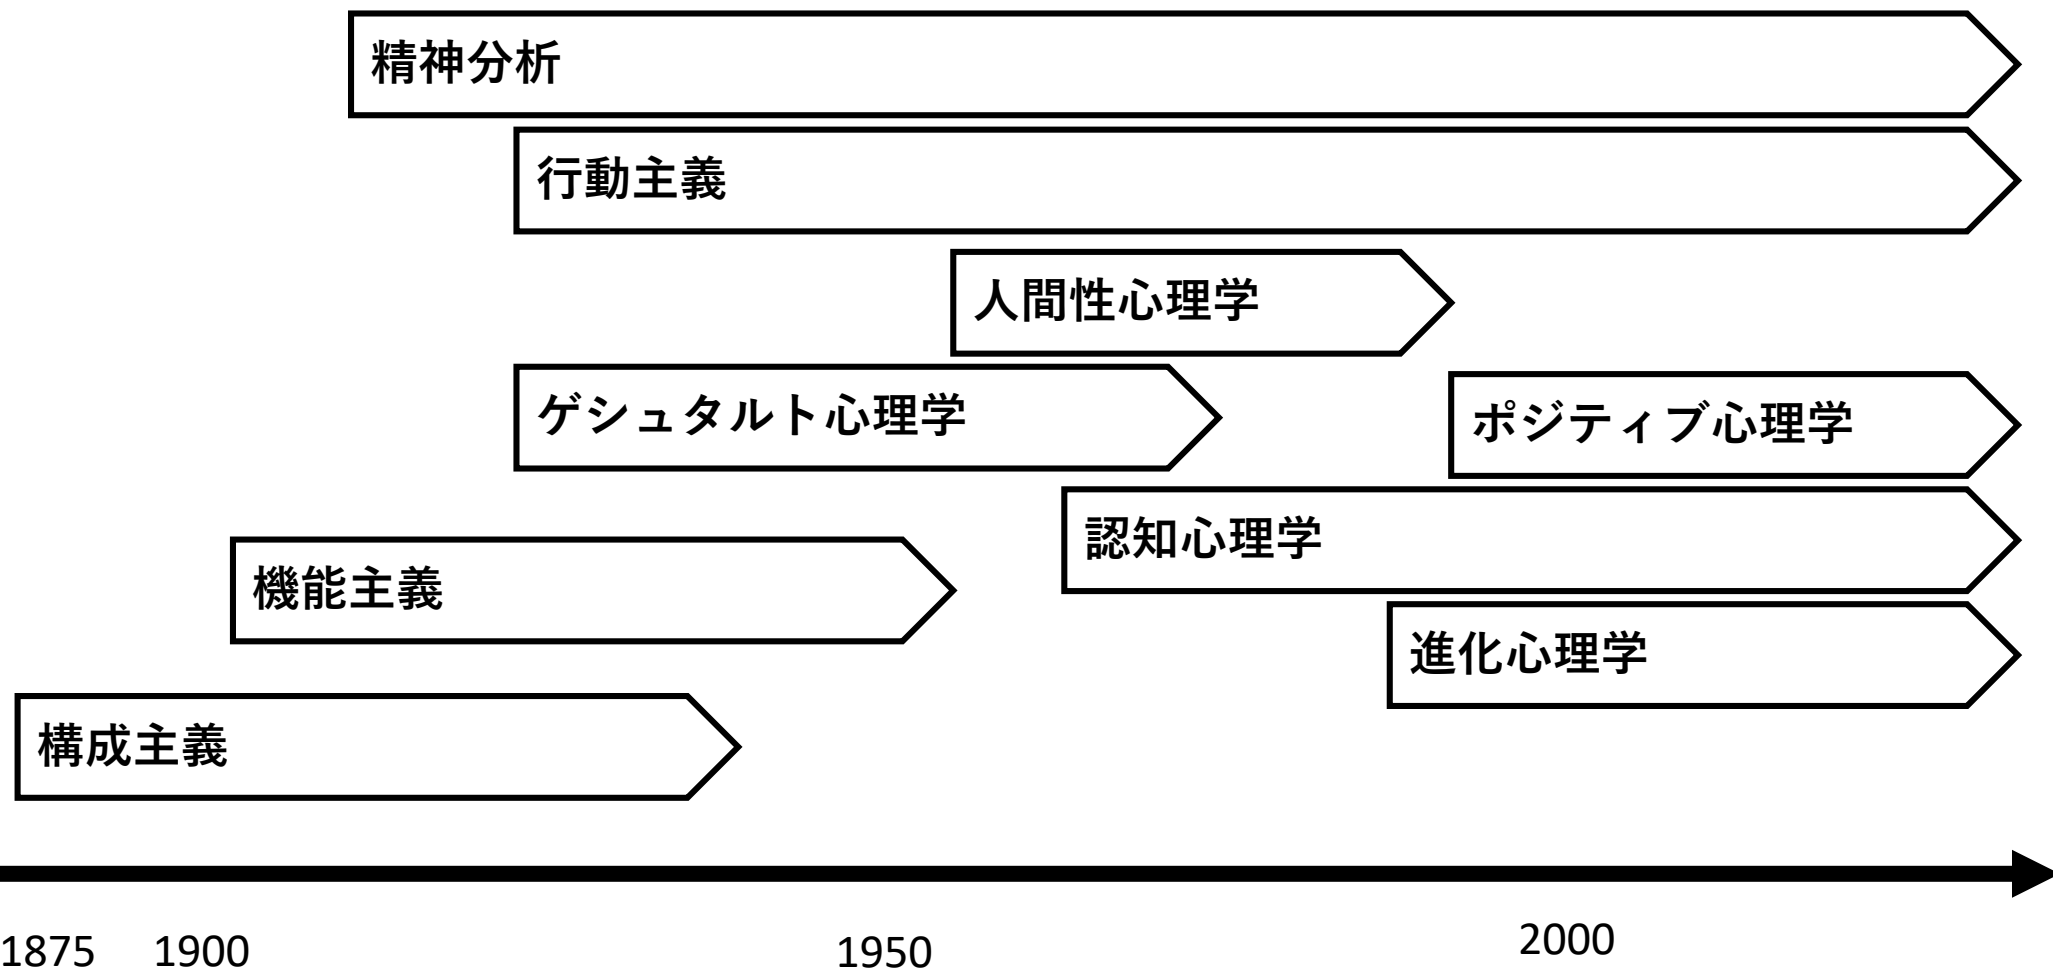 精神分析
行動主義
人間性心理学
ゲシュタルト心理学
ポジティブ心理学
認知心理学
機能主義
進化心理学
構成主義
1875
1900
1950
2000